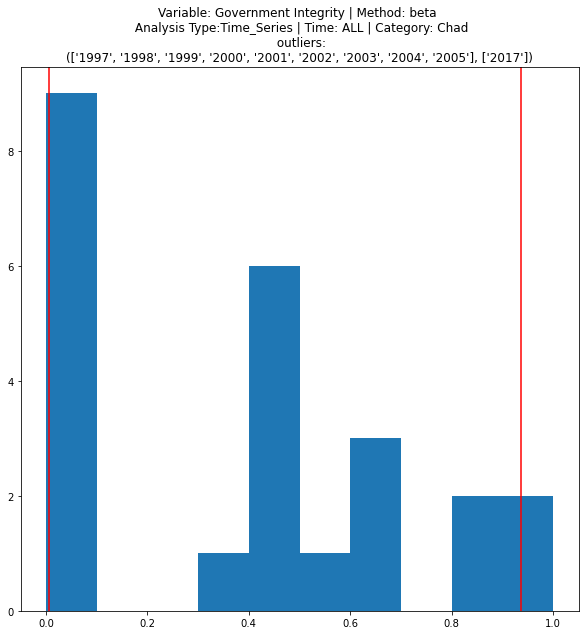 Variable: Government Integrity | Method: beta
Analysis Type:Time_Series | Time: ALL | Category: Chad
outliers:
(['1997', '1998', '1999', '2000', '2001', '2002', '2003', '2004', '2005'], ['2017'])
8
6
4
2
0
0.0 0.2 0.4 0.6 0.8 1.0